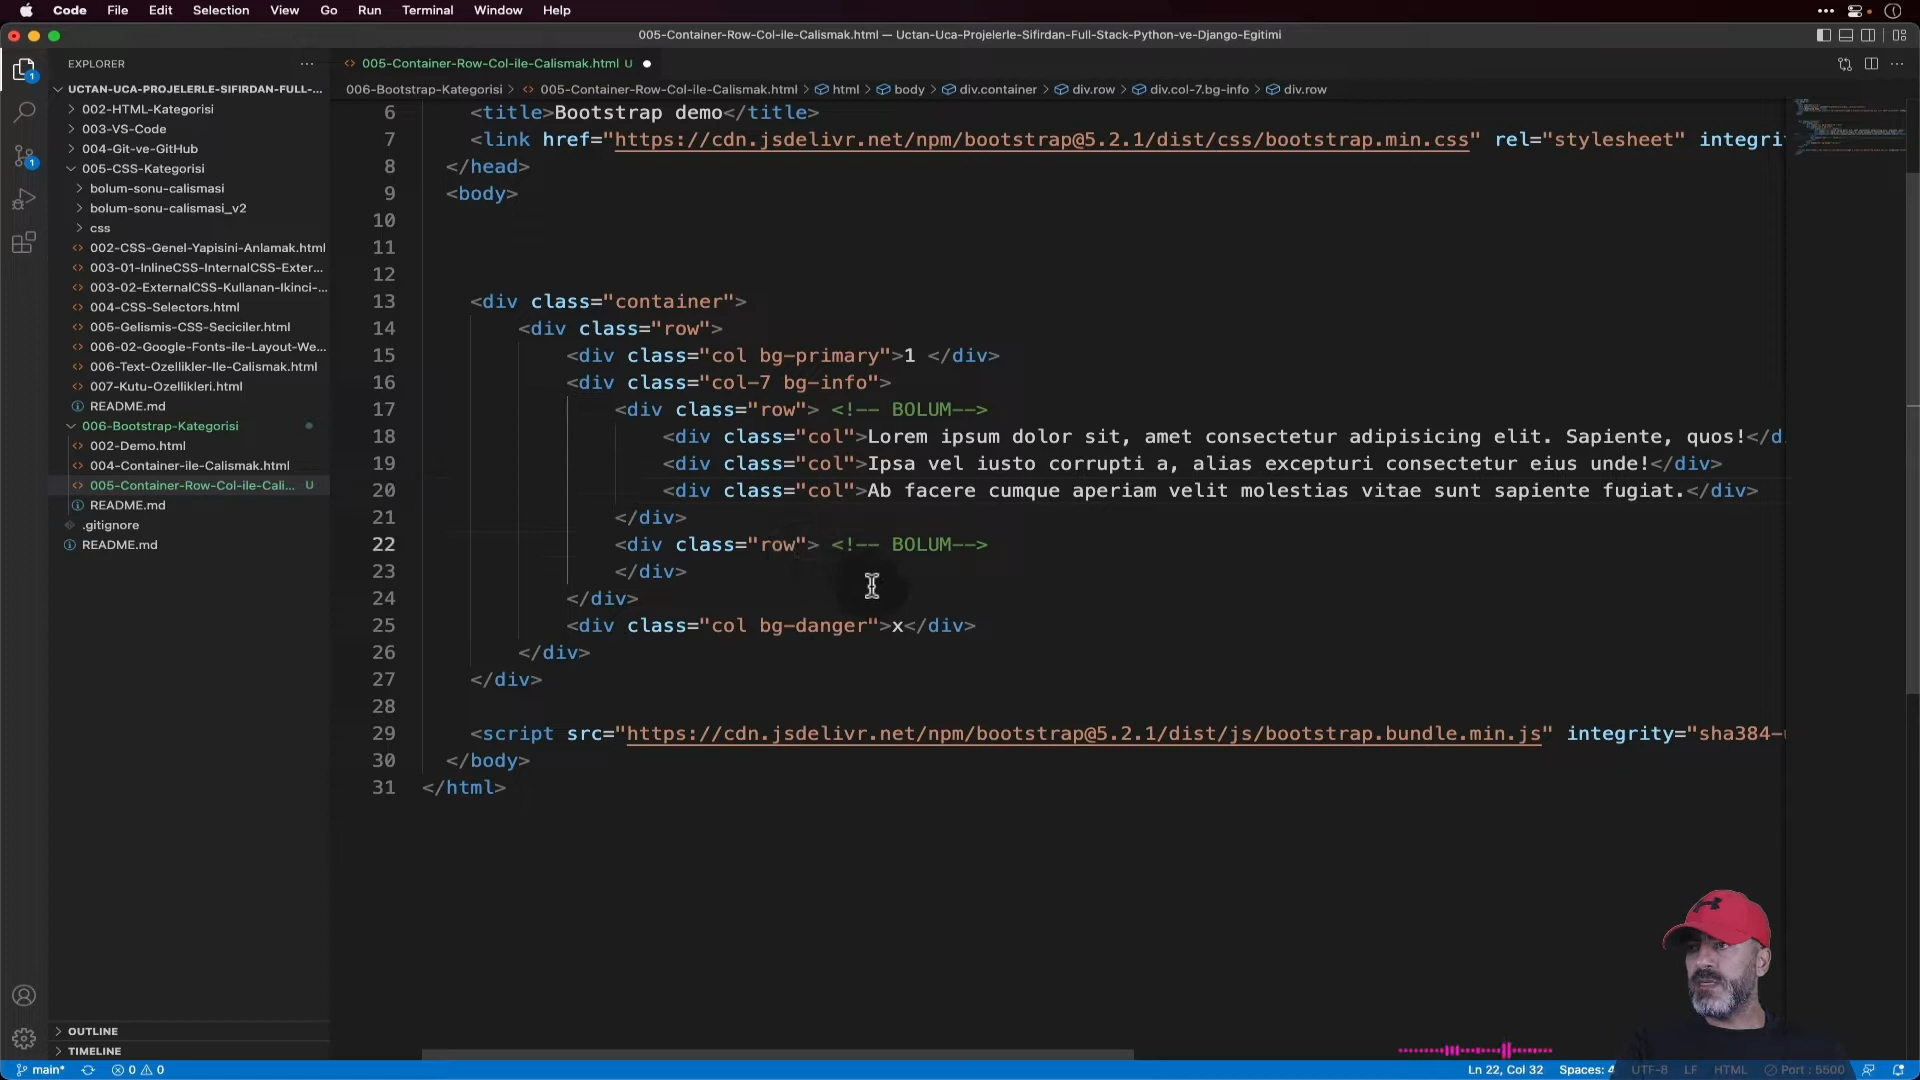 Code File Edit Selection View Go Run Terminal Window Help
005-Container-Row-Col-ile-Calismak.html — Uctan-Uca-Projelerle-Sifirdan-Full-Stack-Python-ve-Django-Egitimi
EXPLORER
005-Container-Row-Col-ile-Calismak.html U
UCTAN-UCA-PROJELERLE-SIFIRDAN-FULL-...
002-HTML-Kategorisi
003-VS-Code
004-Git-ve-GitHub
005-CSS-Kategorisi
bolum-sonu-calismasi
bolum-sonu-calismasi_v2
css
002-CSS-Genel-Yapisini-Anlamak.html
003-01-InlineCSS-InternalCSS-Exter...
003-02-ExternalCSS-Kullanan-Ikinci-...
004-CSS-Selectors.html
005-Gelismis-CSS-Seciciler.html
006-02-Google-Fonts-ile-Layout-We...
006-Text-Ozellikler-Ile-Calismak.html
007-Kutu-Ozellikleri.html
README.md
006-Bootstrap-Kategorisi
002-Demo.html
004-Container-ile-Calismak.html
005-Container-Row-Col-ile-Cali... U
README.md
.gitignore
README.md
OUTLINE
TIMELINE
006-Bootstrap-Kategorisi > 005-Container-Row-Col-ile-Calismak.html > html > body > div.container > div.row > div.col-7.bg-info > div.row
6 <title>Bootstrap demo</title>
7 <link href="https://cdn.jsdelivr.net/npm/bootstrap@5.2.1/dist/css/bootstrap.min.css" rel="stylesheet" integri
8 </head>
9 <body>
10
11
12
13 <div class="container">
14 <div class="row">
15 <div class="col bg-primary">1 </div>
16 <div class="col-7 bg-info">
17 <div class="row"> <!-- BOLUM-->
18 <div class="col">Lorem ipsum dolor sit, amet consectetur adipisicing elit. Sapiente, quos!</d
19 <div class="col">Ipsa vel iusto corrupti a, alias excepturi consectetur eius unde!</div>
20 <div class="col">Ab facere cumque aperiam velit molestias vitae sunt sapiente fugiat.</div>
21 </div>
22 <div class="row"> <!-- BOLUM-->
23 </div>
24 </div>
25 <div class="col bg-danger">x</div>
26 </div>
27 </div>
28
29 <script src="https://cdn.jsdelivr.net/npm/bootstrap@5.2.1/dist/js/bootstrap.bundle.min.js" integrity="sha384-
30 </body>
31 </html>
main* 0 0 Ln 22, Col 32 Spaces: 4 UTF-8 LF HTML Port : 5500